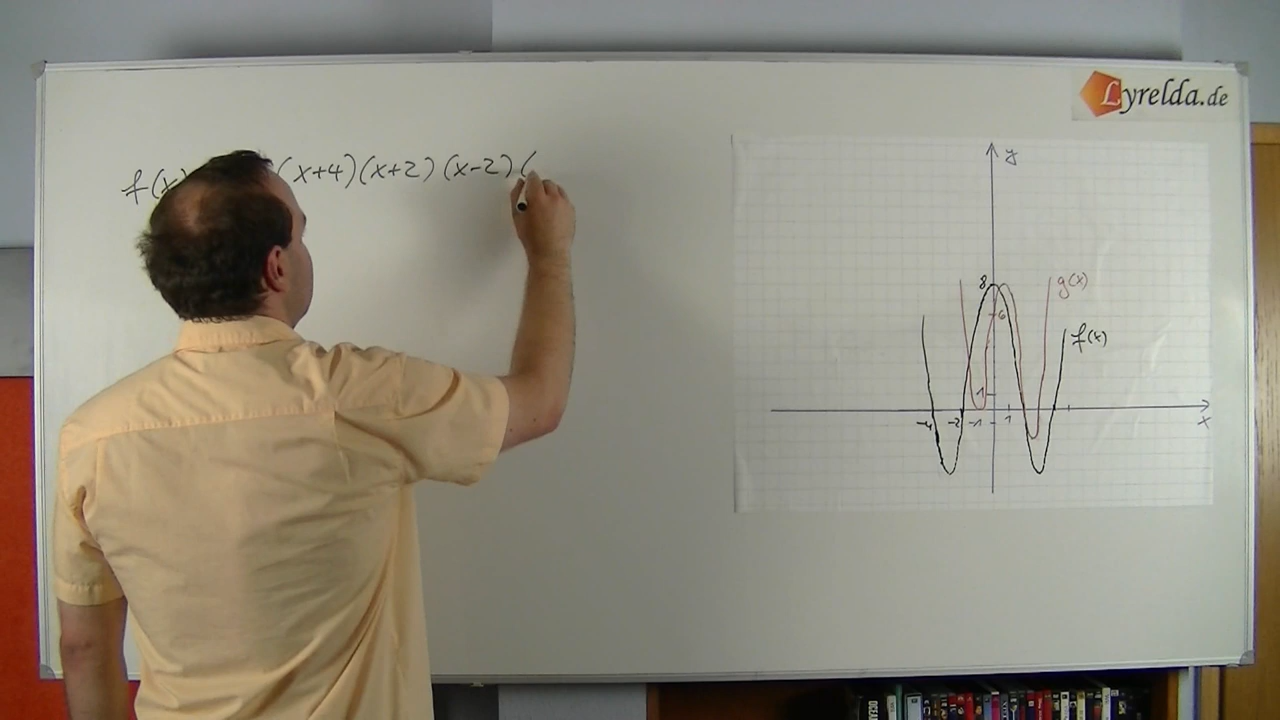 Lyrelda.de
f(x) (x+4)(x+2)(x-2)(
y
8
g(x)
6
f(x)
1
-4 -2 -1 1
x